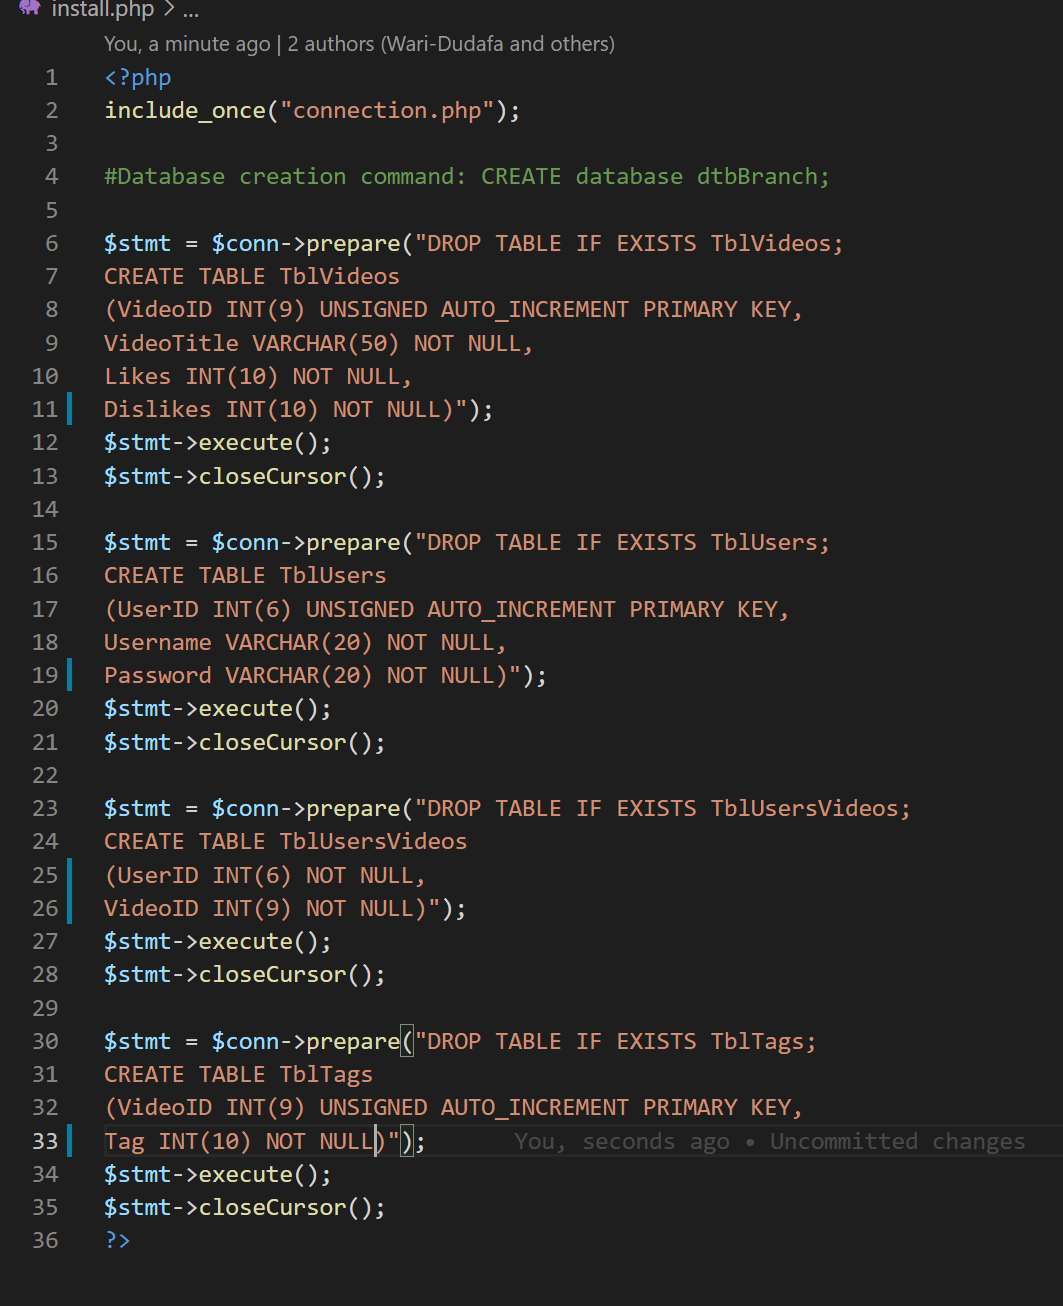 install.php > ...
You, a minute ago | 2 authors (Wari-Dudafa and others)
1 <?php
2 include_once("connection.php");
3
4 #Database creation command: CREATE database dtbBranch;
5
6 $stmt = $conn->prepare("DROP TABLE IF EXISTS TblVideos;
7 CREATE TABLE TblVideos
8 (VideoID INT(9) UNSIGNED AUTO_INCREMENT PRIMARY KEY,
9 VideoTitle VARCHAR(50) NOT NULL,
10 Likes INT(10) NOT NULL,
11 Dislikes INT(10) NOT NULL)");
12 $stmt->execute();
13 $stmt->closeCursor();
14
15 $stmt = $conn->prepare("DROP TABLE IF EXISTS TblUsers;
16 CREATE TABLE TblUsers
17 (UserID INT(6) UNSIGNED AUTO_INCREMENT PRIMARY KEY,
18 Username VARCHAR(20) NOT NULL,
19 Password VARCHAR(20) NOT NULL)");
20 $stmt->execute();
21 $stmt->closeCursor();
22
23 $stmt = $conn->prepare("DROP TABLE IF EXISTS TblUsersVideos;
24 CREATE TABLE TblUsersVideos
25 (UserID INT(6) NOT NULL,
26 VideoID INT(9) NOT NULL)");
27 $stmt->execute();
28 $stmt->closeCursor();
29
30 $stmt = $conn->prepare("DROP TABLE IF EXISTS TblTags;
31 CREATE TABLE TblTags
32 (VideoID INT(9) UNSIGNED AUTO_INCREMENT PRIMARY KEY,
33 Tag INT(10) NOT NULL)"); You, seconds ago • Uncommitted changes
34 $stmt->execute();
35 $stmt->closeCursor();
36 ?>